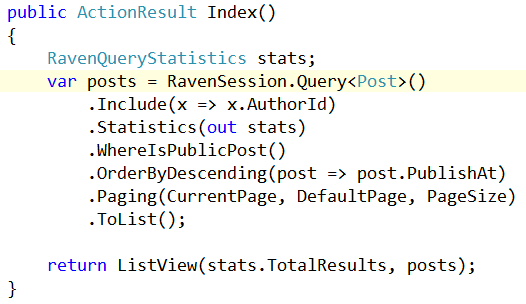 public ActionResult Index()
{
    RavenQueryStatistics stats;
    var posts = RavenSession.Query<Post>()
        .Include(x => x.AuthorId)
        .Statistics(out stats)
        .WhereIsPublicPost()
        .OrderByDescending(post => post.PublishAt)
        .Paging(CurrentPage, DefaultPage, PageSize)
        .ToList();

    return ListView(stats.TotalResults, posts);
}